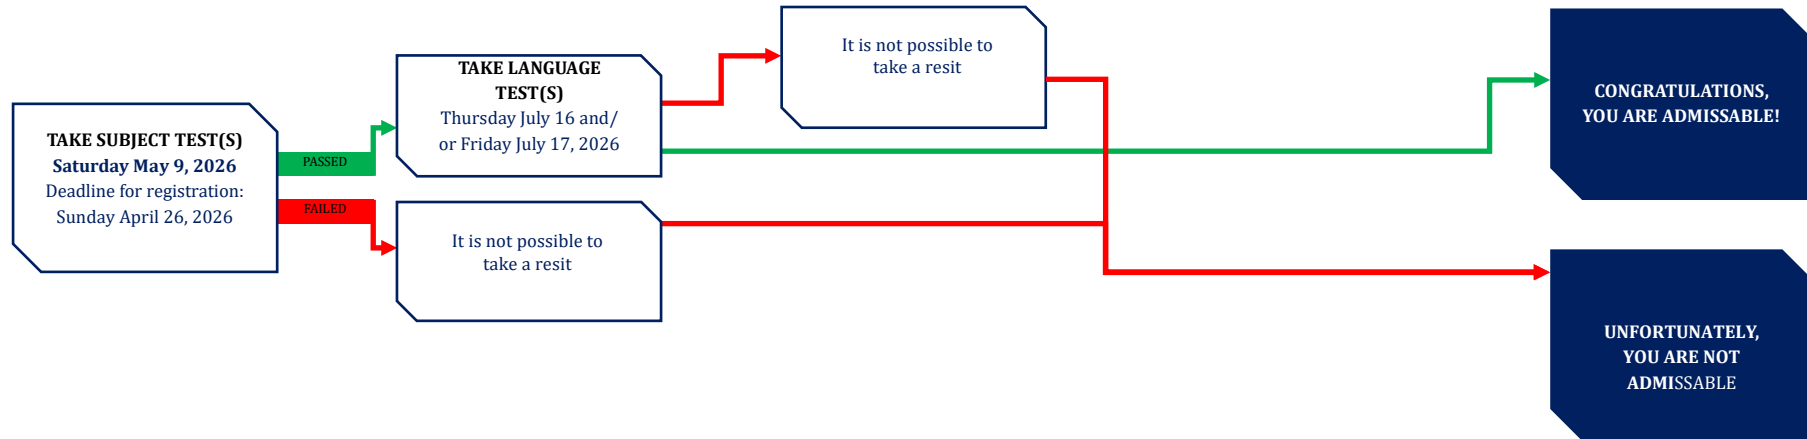 TAKE SUBJECT TEST(S)
Saturday May 9, 2026
Deadline for registration:
Sunday April 26, 2026
PASSED
FAILED
TAKE LANGUAGE
TEST(S)
Thursday July 16 and/
or Friday July 17, 2026
It is not possible to
take a resit
It is not possible to
take a resit
CONGRATULATIONS,
YOU ARE ADMISSABLE!
UNFORTUNATELY,
YOU ARE NOT
ADMISSABLE